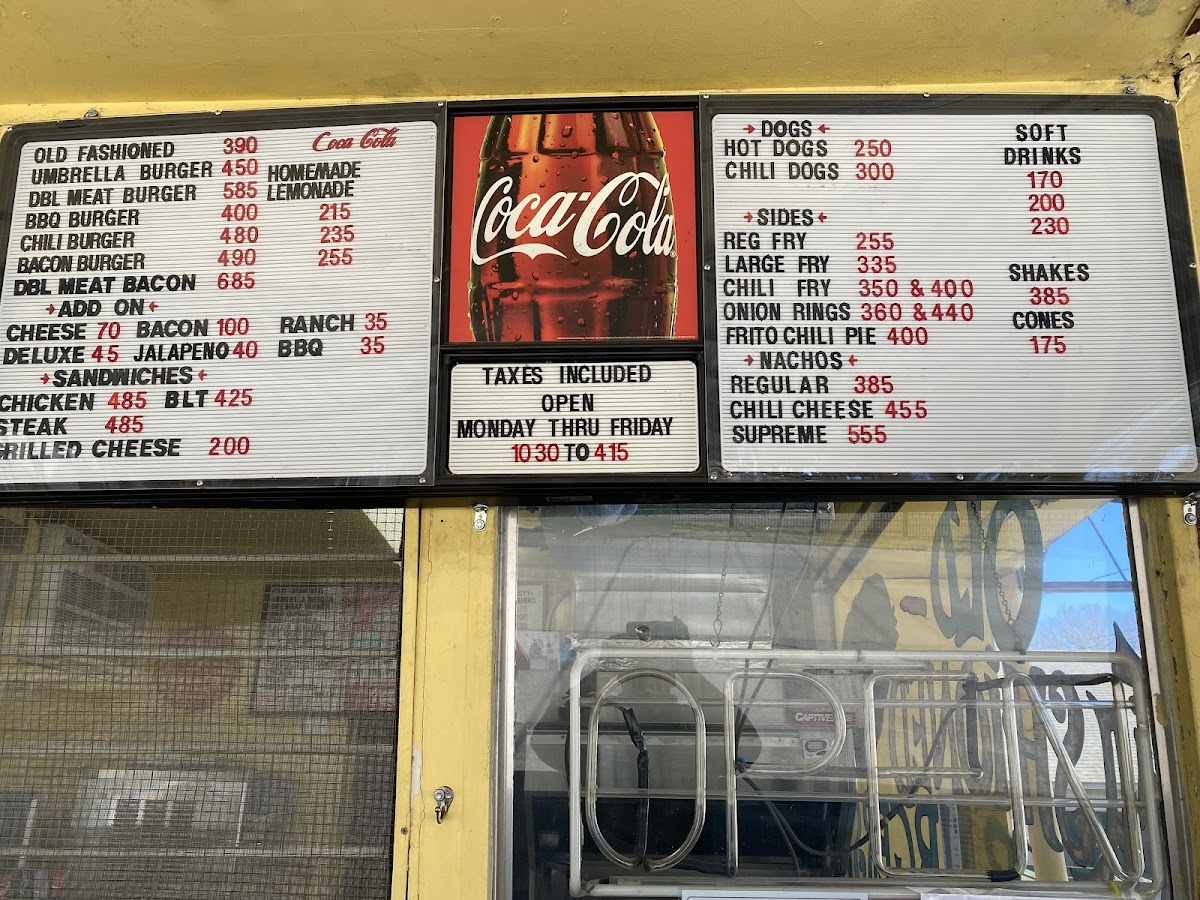 OLD FASHIONED 390
UMBRELLA BURGER 450
DBL MEAT BURGER 585
BBQ BURGER 400
CHILI BURGER 480
BACON BURGER 490
DBL MEAT BACON 685
Coca Cola
HOMEMADE
LEMONADE
215
235
255
ADD ON
CHEESE 70 BACON 100 RANCH 35
DELUXE 45 JALAPENO 40 BBQ 35
SANDWICHES
CHICKEN 485 BLT 425
STEAK 485
GRILLED CHEESE 200
Coca-Cola
TAXES INCLUDED
OPEN
MONDAY THRU FRIDAY
1030 TO 415
DOGS
HOT DOGS 250
CHILI DOGS 300
SIDES
REG FRY 255
LARGE FRY 335
CHILI FRY 350 & 400
ONION RINGS 360 & 440
FRITO CHILI PIE 400
NACHOS
REGULAR 385
CHILI CHEESE 455
SUPREME 555
SOFT
DRINKS
170
200
230
SHAKES
385
CONES
175
OPEN